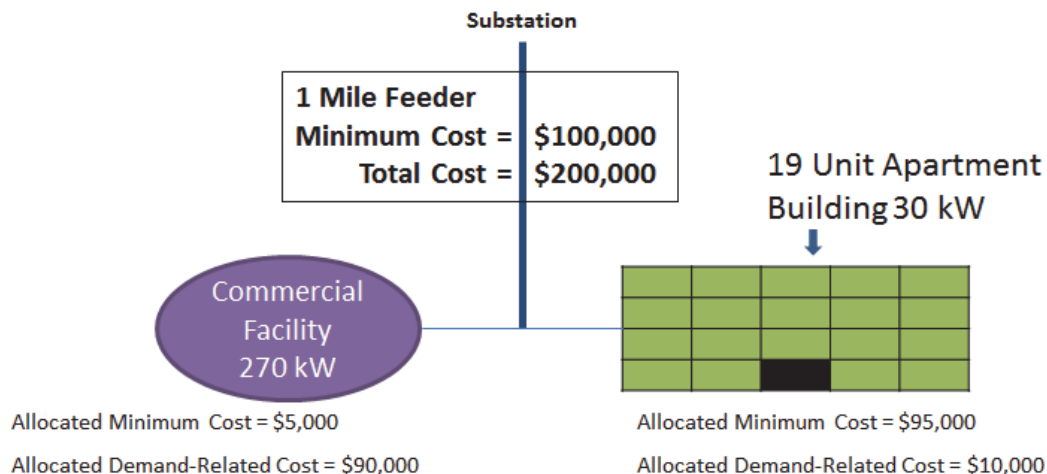 Substation
1 Mile Feeder
Minimum Cost = $100,000
Total Cost = $200,000
19 Unit Apartment
Building 30 kW
Commercial
Facility
270 kW
Allocated Minimum Cost = $5,000
Allocated Demand-Related Cost = $90,000
Allocated Minimum Cost = $95,000
Allocated Demand-Related Cost = $10,000